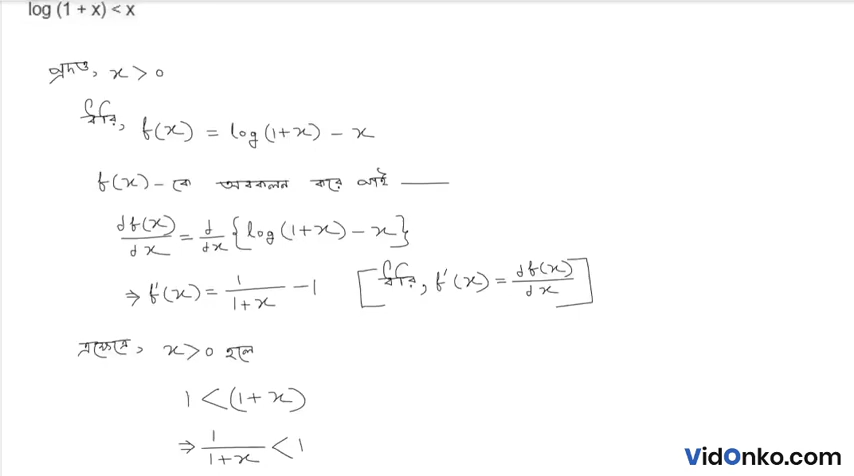 log (1 + x) < x
প্রদত্ত, x > 0
ধরি, f(x) = log(1+x) - x
f(x) - কে অবকলন করে পাই —
df(x)/dx = d/dx {log(1+x) - x}
⇒ f'(x) = 1/(1+x) - 1 [ধরি, f'(x) = df(x)/dx]
এক্ষেত্রে, x > 0 হলে
1 < (1+x)
⇒ 1/(1+x) < 1
VidOnko.com